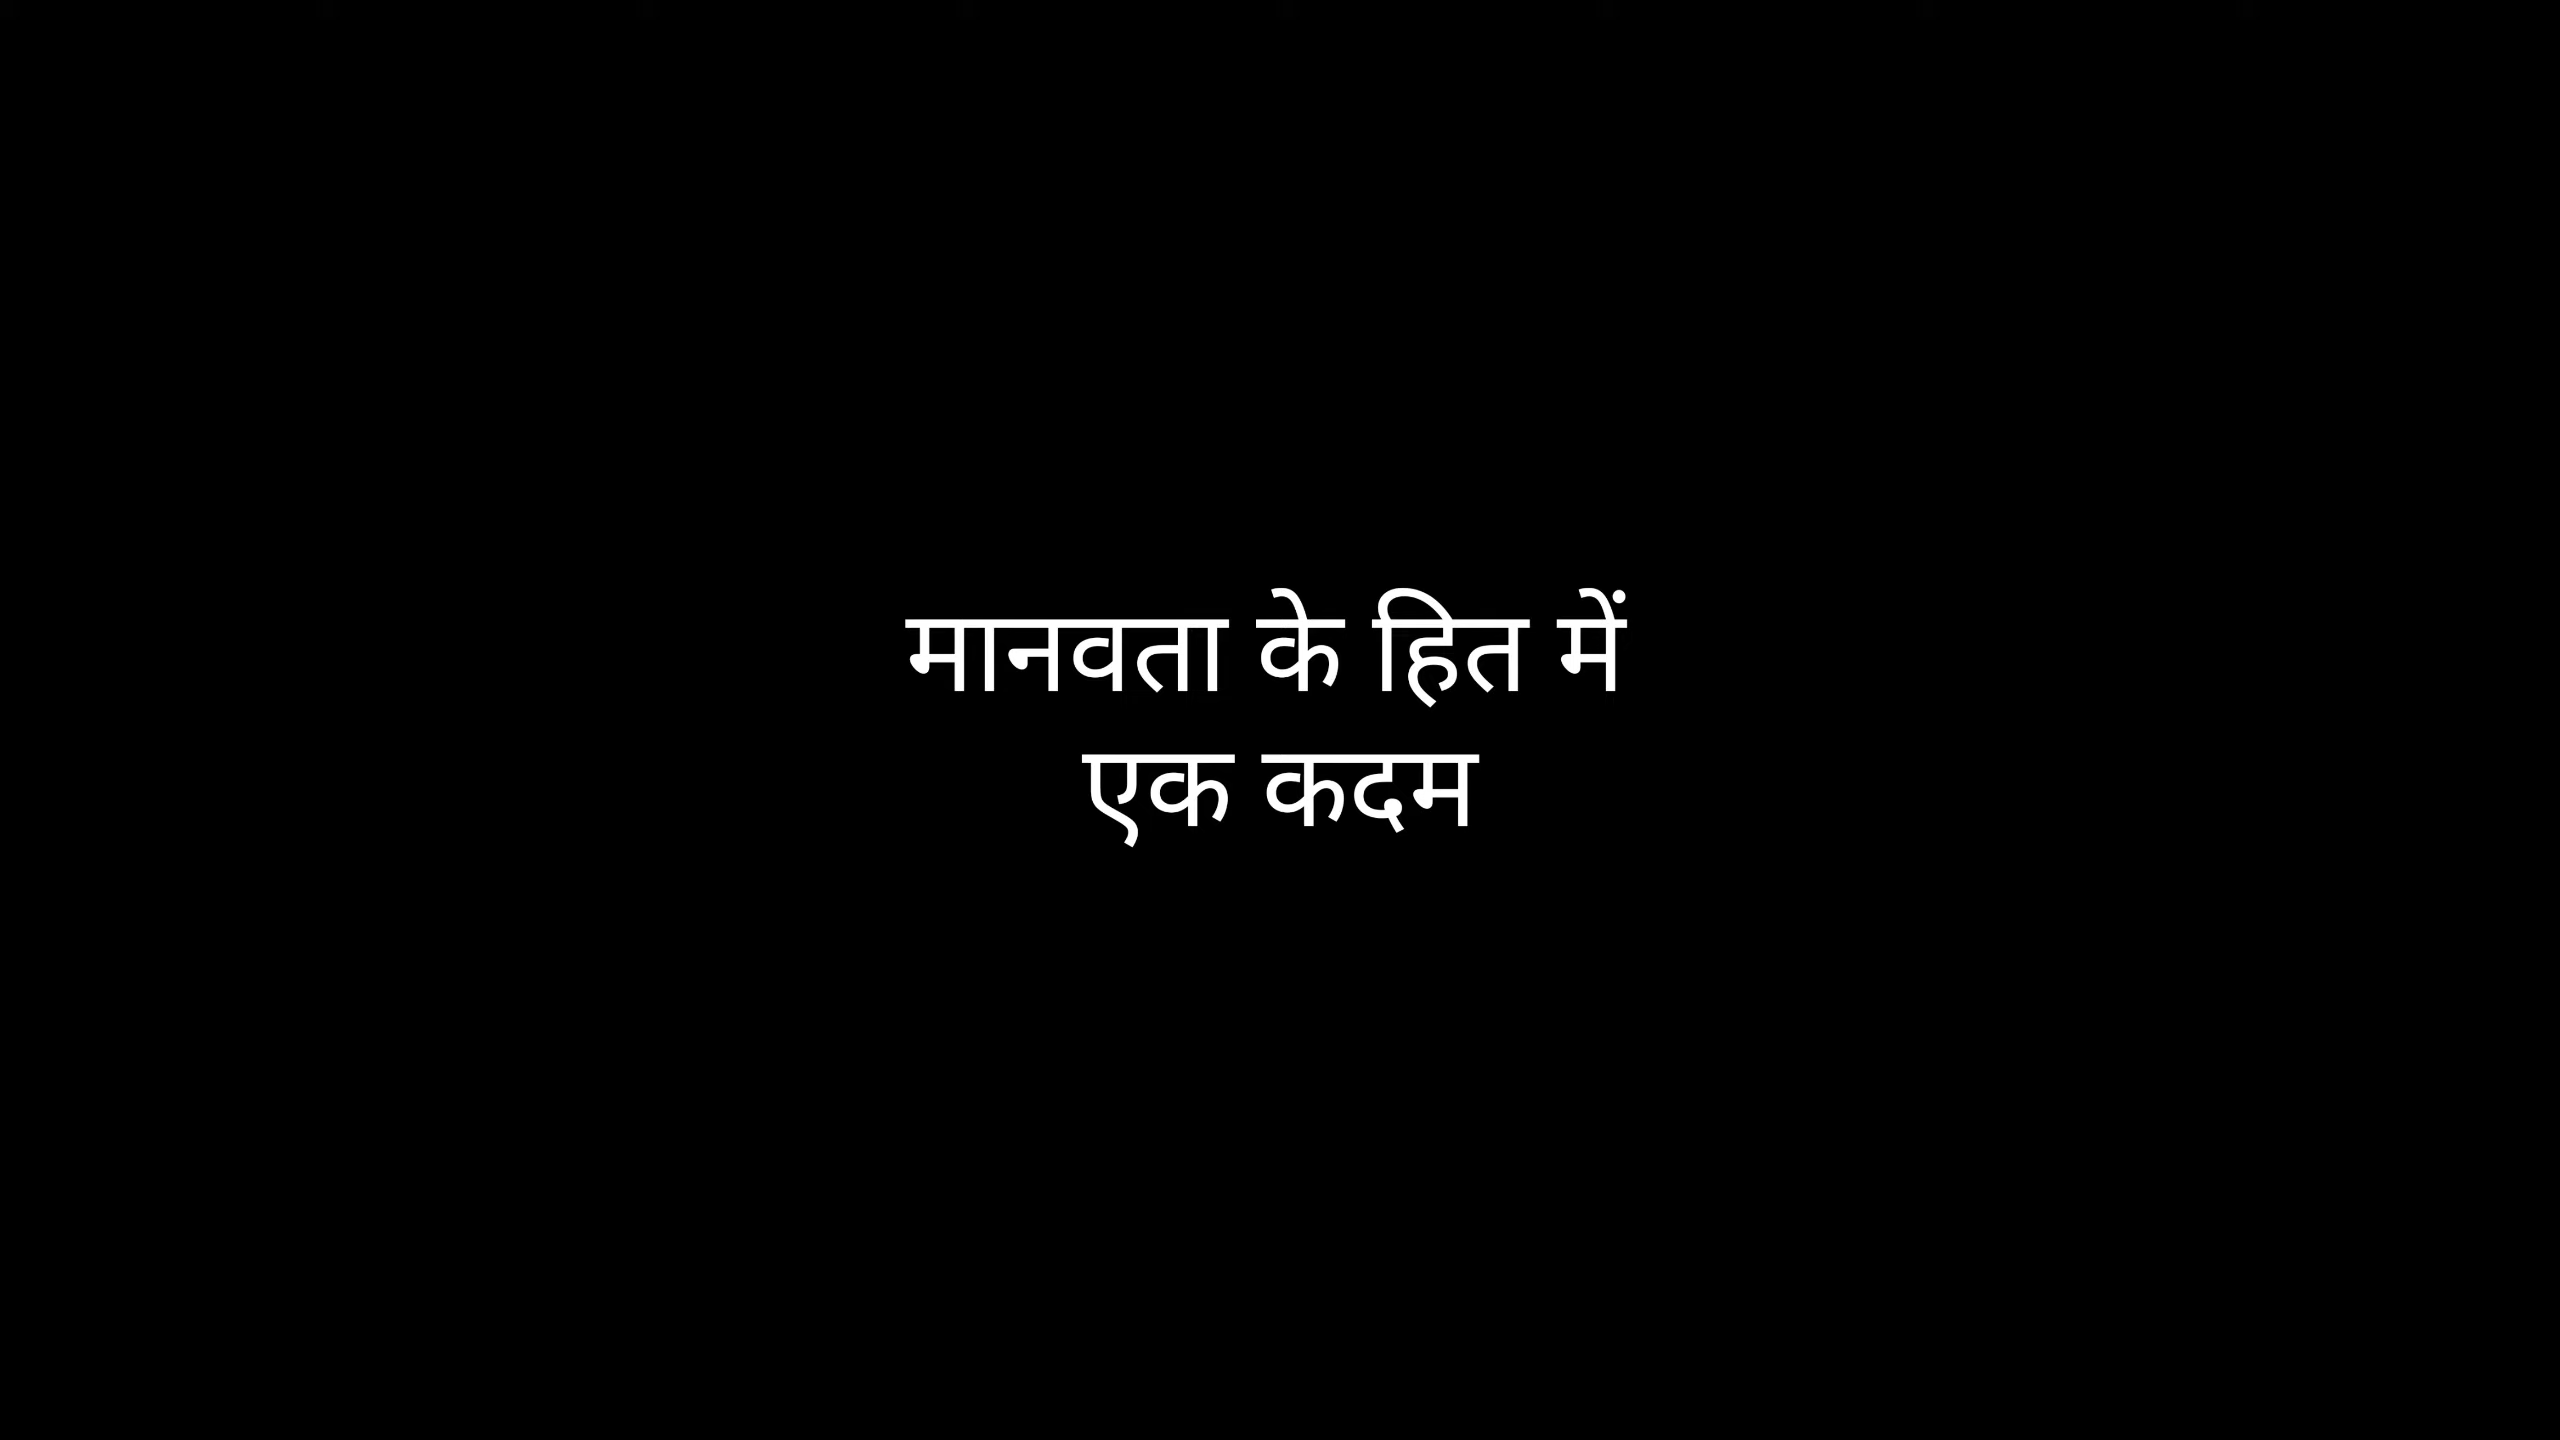 मानवता के हित में
एक कदम